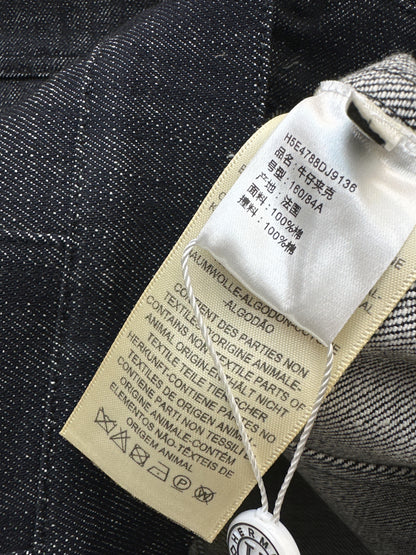 H5E4788DJ9136
品名：牛仔夹克
号型：160/84A
产地：法国
面料：100%棉
撞料：100%棉
BAUMWOLLE-ALGODON-
-ALGODÃO
CONTIENT DES PARTIES NON
TEXTILES D'ORIGINE ANIMALE-
CONTAINS NON-TEXTILE PARTS OF
ANIMAL ORIGIN-ENTHÄLT NICHT
TEXTILE TEILE TIERISCHER
HERKUNFT-CONTIENE PARTES NO
TEXTILES DE ORIGEN ANIMAL-
CONTIENE PARTI NON TESSILI
DI ORIGINE ANIMALE-CONTÉM
ELEMENTOS NÃO-TÊXTEIS DE
ORIGEM ANIMAL
P
W
HERM